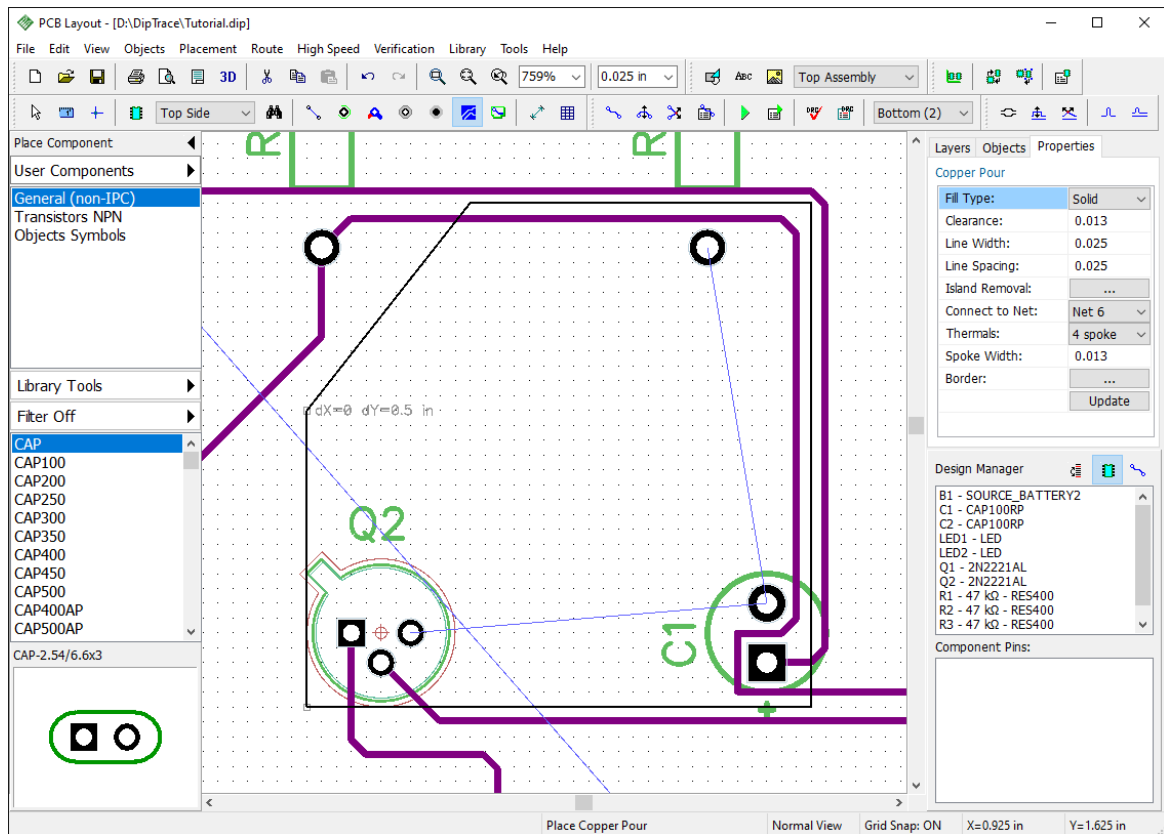 PCB Layout - [D:\DipTrace\Tutorial.dip]
File Edit View Objects Placement Route High Speed Verification Library Tools Help
3D 759% 0.025 in ABC Top Assembly
Top Side DRC DRC Bottom (2)
Place Component
User Components
General (non-IPC)
Transistors NPN
Objects Symbols
Library Tools
Filter Off
CAP
CAP100
CAP200
CAP250
CAP300
CAP350
CAP400
CAP450
CAP500
CAP400AP
CAP500AP
CAP-2.54/6.6x3
R R
dX=0 dY=0.5 in
Q2
C1
+
Layers Objects Properties
Copper Pour
Fill Type: Solid
Clearance: 0.013
Line Width: 0.025
Line Spacing: 0.025
Island Removal: ...
Connect to Net: Net 6
Thermals: 4 spoke
Spoke Width: 0.013
Border: ...
Update
Design Manager
B1 - SOURCE_BATTERY2
C1 - CAP100RP
C2 - CAP100RP
LED1 - LED
LED2 - LED
Q1 - 2N2221AL
Q2 - 2N2221AL
R1 - 47 kΩ - RES400
R2 - 47 kΩ - RES400
R3 - 47 kΩ - RES400
Component Pins:
Place Copper Pour Normal View Grid Snap: ON X=0.925 in Y=1.625 in